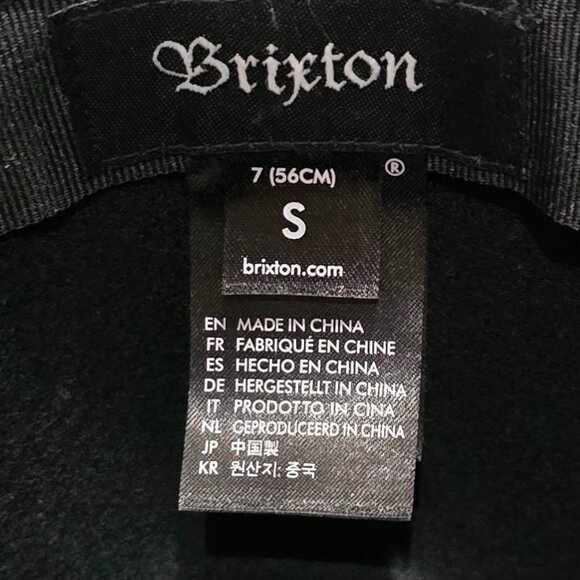 Brixton
7 (56CM)
®
S
brixton.com
EN MADE IN CHINA
FR FABRIQUÉ EN CHINE
ES HECHO EN CHINA
DE HERGESTELLT IN CHINA
IT PRODOTTO IN CINA
NL GEPRODUCEERD IN CHINA
JP 中国製
KR 원산지: 중국